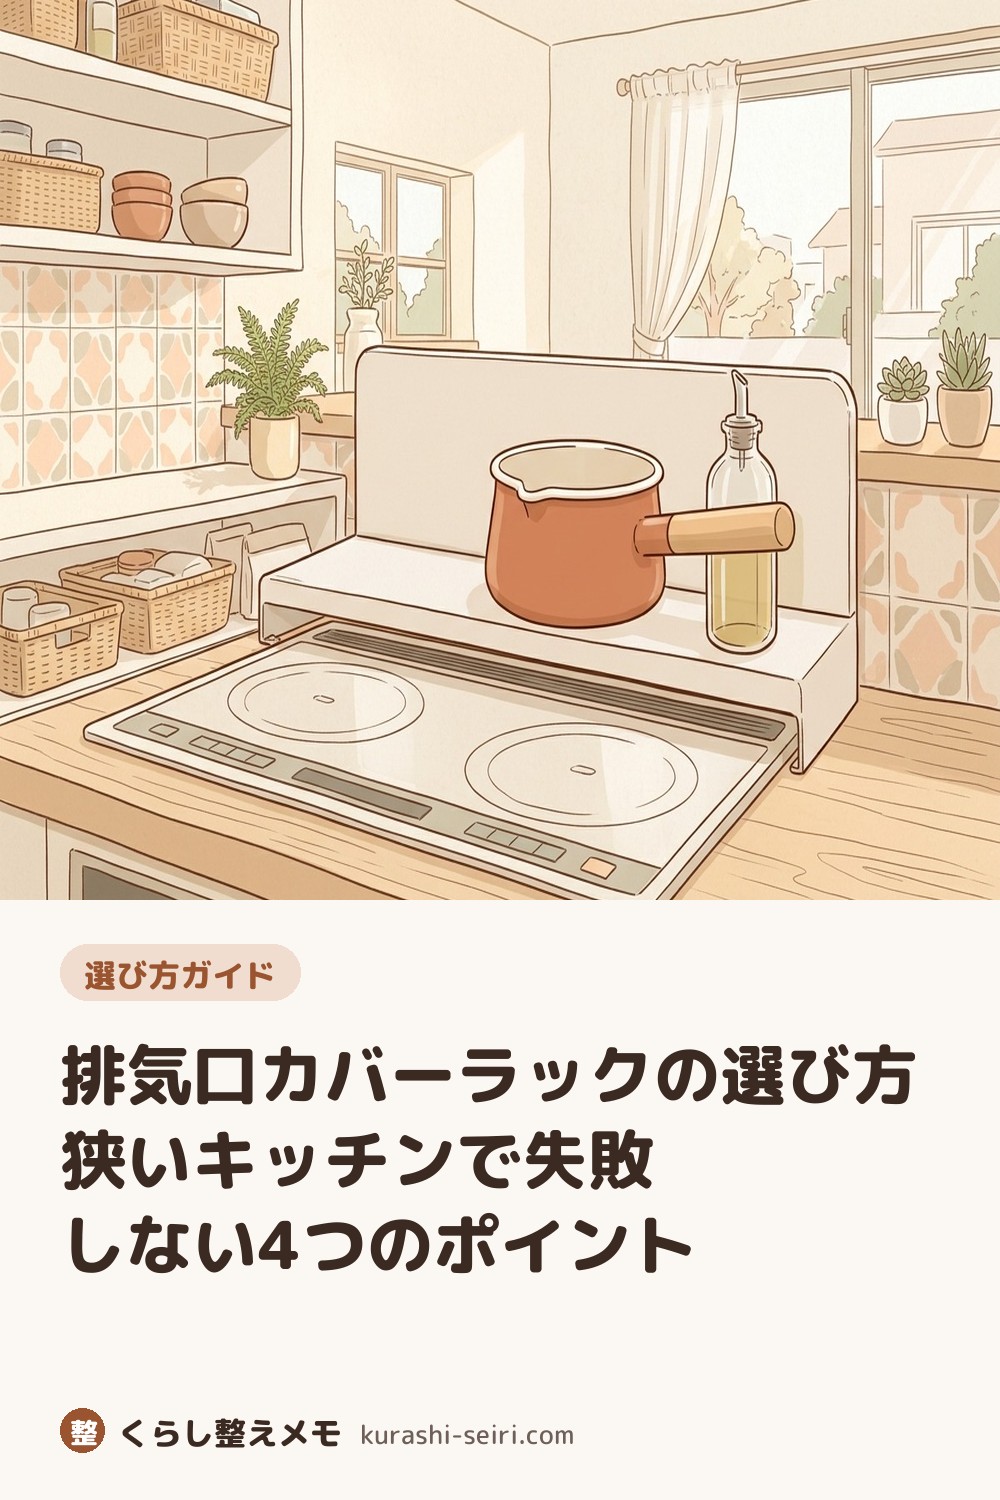 選び方ガイド
排気口カバーラックの選び方
狭いキッチンで失敗
しない4つのポイント
整 くらし整えメモ kurashi-seiri.com